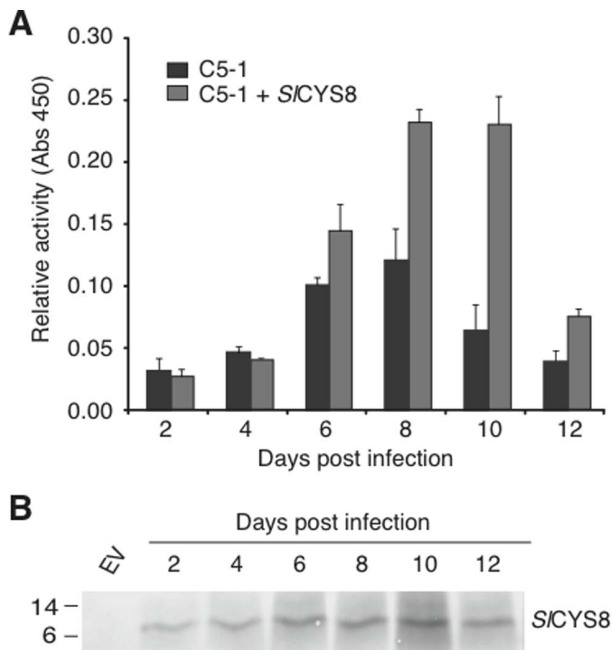 A
0.30
0.25
0.20
0.15
0.10
0.05
0.00
Relative activity (Abs 450)
C5-1
C5-1 + SlCYS8
2 4 6 8 10 12
Days post infection
B
Days post infection
EV 2 4 6 8 10 12
14
6
SlCYS8